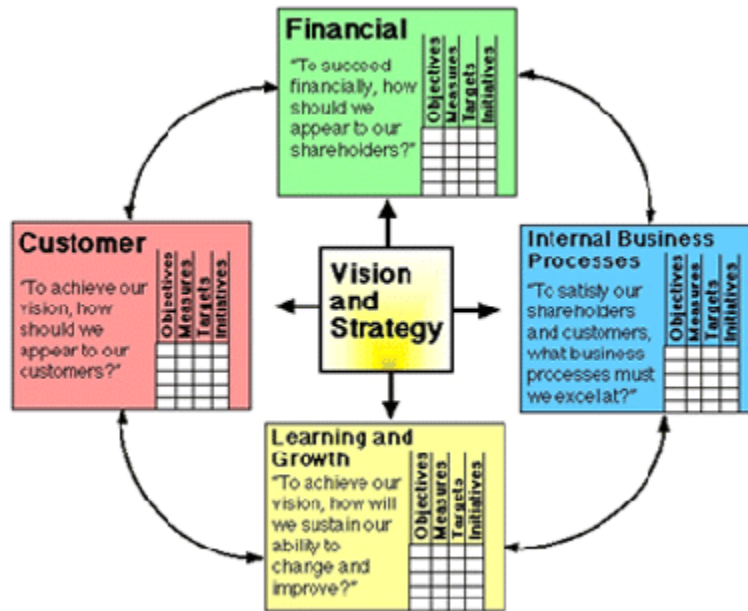 Financial
"To succeed
financially, how
should we
appear to our
shareholders?"
Objectives
Measures
Targets
Initiatives
Customer
"To achieve our
vision, how
should we
appear to our
customers?"
Objectives
Measures
Targets
Initiatives
Vision
and
Strategy
Internal Business
Processes
"To satisfy our
shareholders
and customers,
what business
processes must
we excel at?"
Objectives
Measures
Targets
Initiatives
Learning and
Growth
"To achieve our
vision, how will
we sustain our
ability to
change and
improve?"
Objectives
Measures
Targets
Initiatives